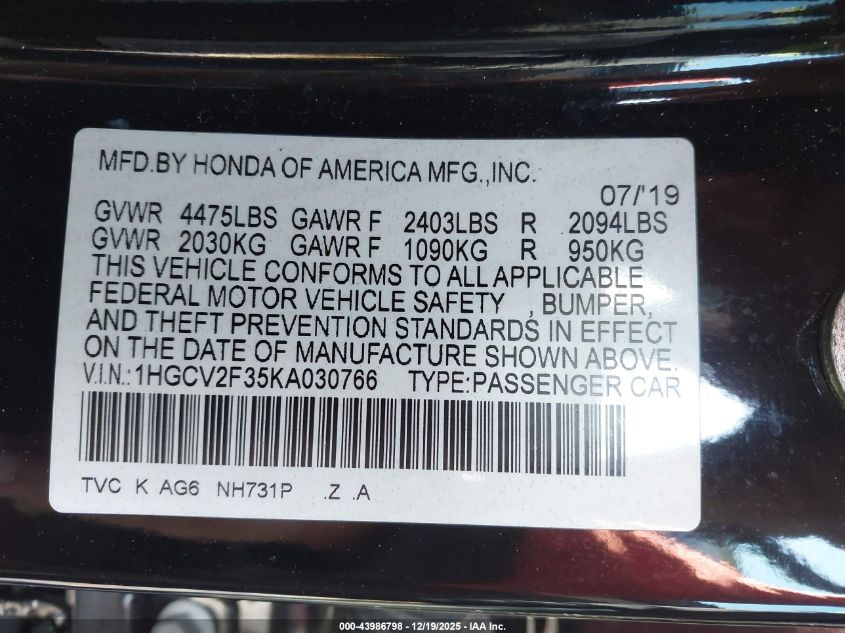 MFD.BY HONDA OF AMERICA MFG.,INC.
07/'19
GVWR 4475LBS GAWR F 2403LBS R 2094LBS
GVWR 2030KG GAWR F 1090KG R 950KG
THIS VEHICLE CONFORMS TO ALL APPLICABLE
FEDERAL MOTOR VEHICLE SAFETY , BUMPER,
AND THEFT PREVENTION STANDARDS IN EFFECT
ON THE DATE OF MANUFACTURE SHOWN ABOVE.
V.I.N.:1HGCV2F35KA030766 TYPE:PASSENGER CAR
TVC K AG6 NH731P .Z .A
000-43986798 - 12/19/2025 - IAA Inc.